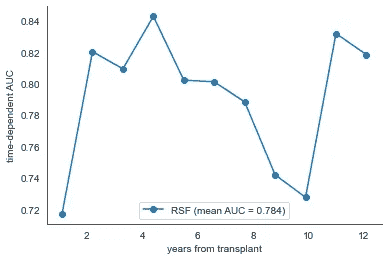 time-dependent AUC
0.84
0.82
0.80
0.78
0.76
0.74
0.72
RSF (mean AUC = 0.784)
2 4 6 8 10 12
years from transplant